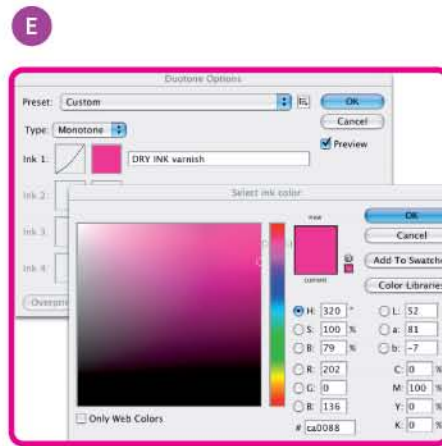 E
Duotone Options
Preset: Custom
OK
Cancel
Type: Monotone
Preview
Ink 1: DRY INK varnish
Ink 2:
Ink 3:
Ink 4:
Select ink color
new
current
OK
Cancel
Add To Swatche
Color Libraries
H: 320 °
S: 100 %
B: 79 %
R: 202
G: 0
B: 136
# ca0088
L: 52
a: 81
b: -7
C: 0 %
M: 100 %
Y: 0 %
K: 0 %
Only Web Colors